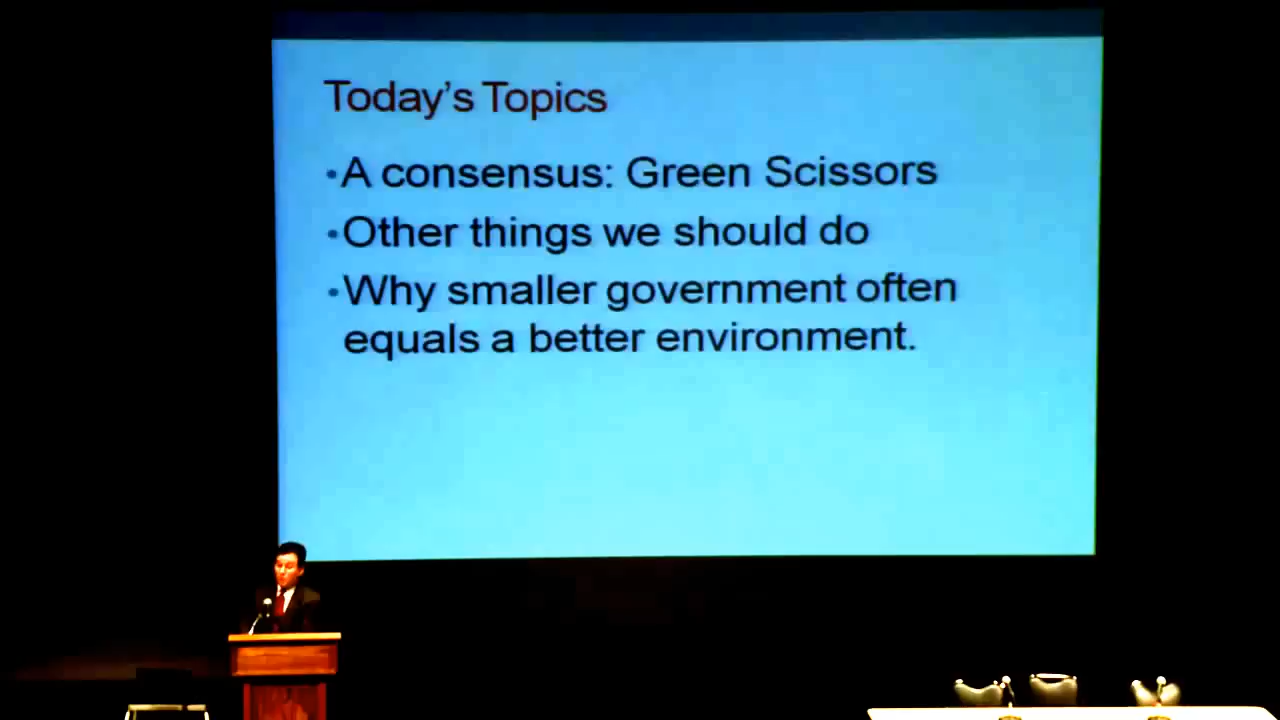 Today's Topics
•A consensus: Green Scissors
•Other things we should do
•Why smaller government often
equals a better environment.